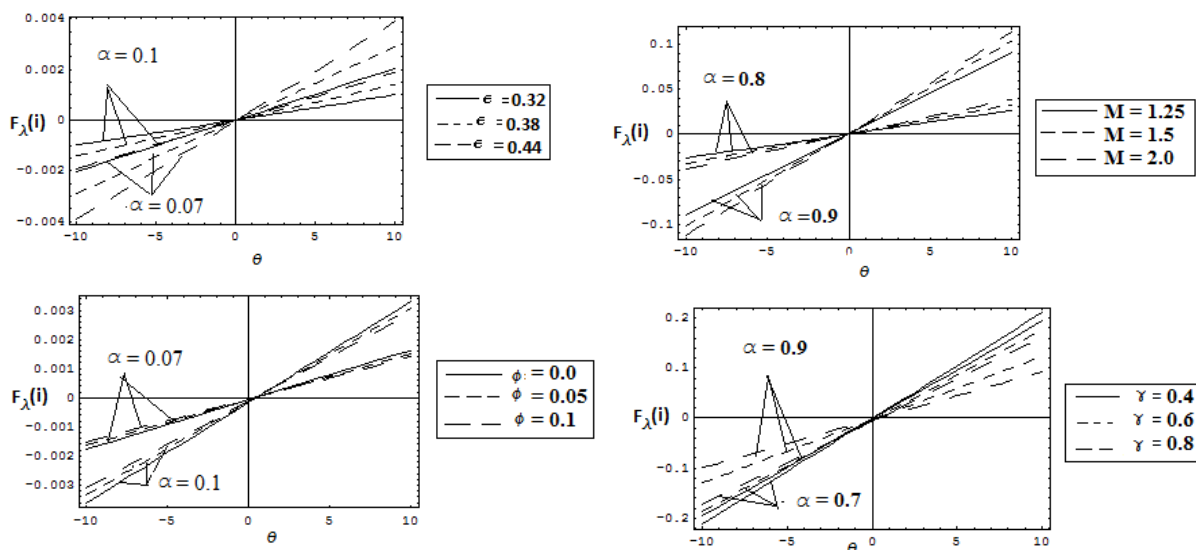 0.004
0.002
0
-0.002
-0.004
F_λ(i)
α = 0.1
α = 0.07
-10 -5 0 5 10
θ
ϵ = 0.32
ϵ = 0.38
ϵ = 0.44
0.1
0.05
0
-0.05
-0.1
F_λ(i)
α = 0.8
α = 0.9
-10 -5 0 5 10
θ
M = 1.25
M = 1.5
M = 2.0
0.003
0.002
0.001
0
-0.001
-0.002
-0.003
F_λ(i)
α = 0.07
α = 0.1
-10 -5 0 5 10
θ
ϕ: = 0.0
ϕ = 0.05
ϕ = 0.1
0.2
0.1
0
-0.1
-0.2
F_λ(i)
α = 0.9
α = 0.7
-10 -5 0 5 10
θ
γ = 0.4
γ = 0.6
γ = 0.8